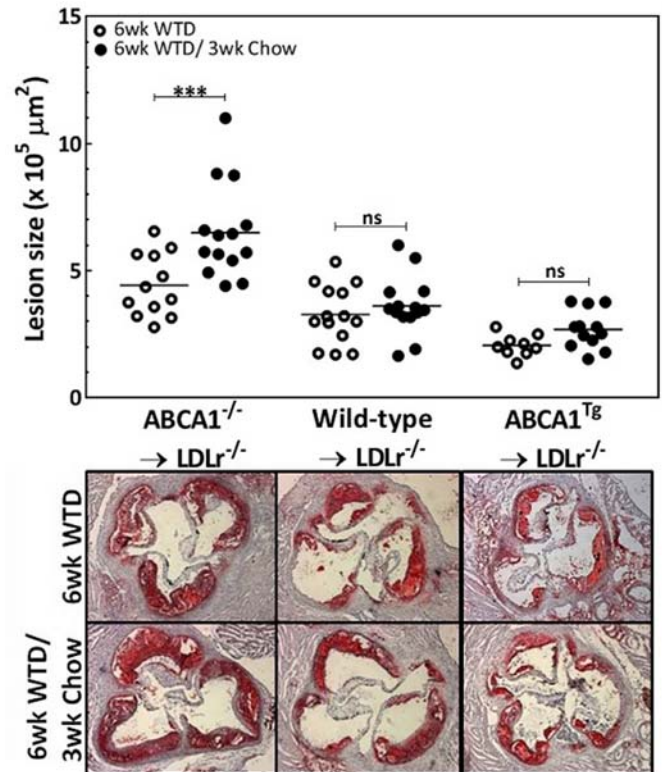 15
10
5
0
Lesion size (x 10⁵ μm²)
6wk WTD
6wk WTD/ 3wk Chow
***
ns
ns
ABCA1⁻/⁻
→ LDLr⁻/⁻
Wild-type
→ LDLr⁻/⁻
ABCA1ᵀᵍ
→ LDLr⁻/⁻
6wk WTD
6wk WTD/
3wk Chow